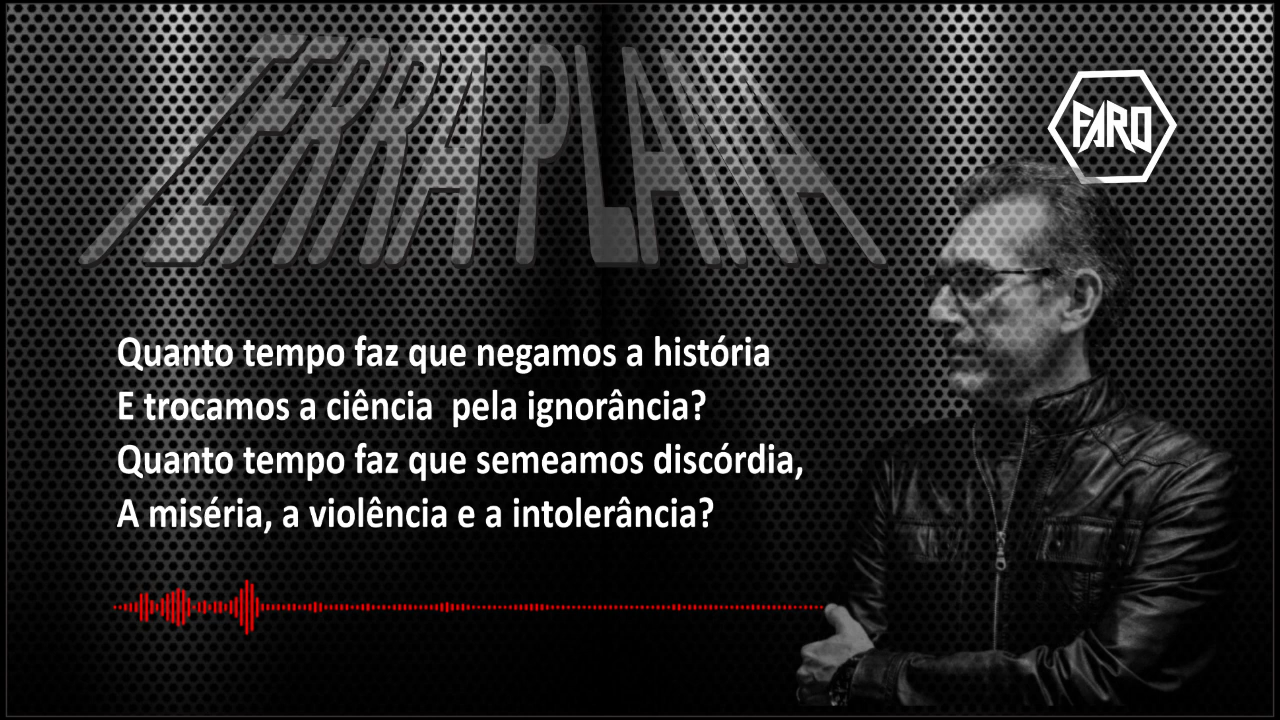 TERRA PLANA
FARO
Quanto tempo faz que negamos a história
E trocamos a ciência  pela ignorância?
Quanto tempo faz que semeamos discórdia,
A miséria, a violência e a intolerância?